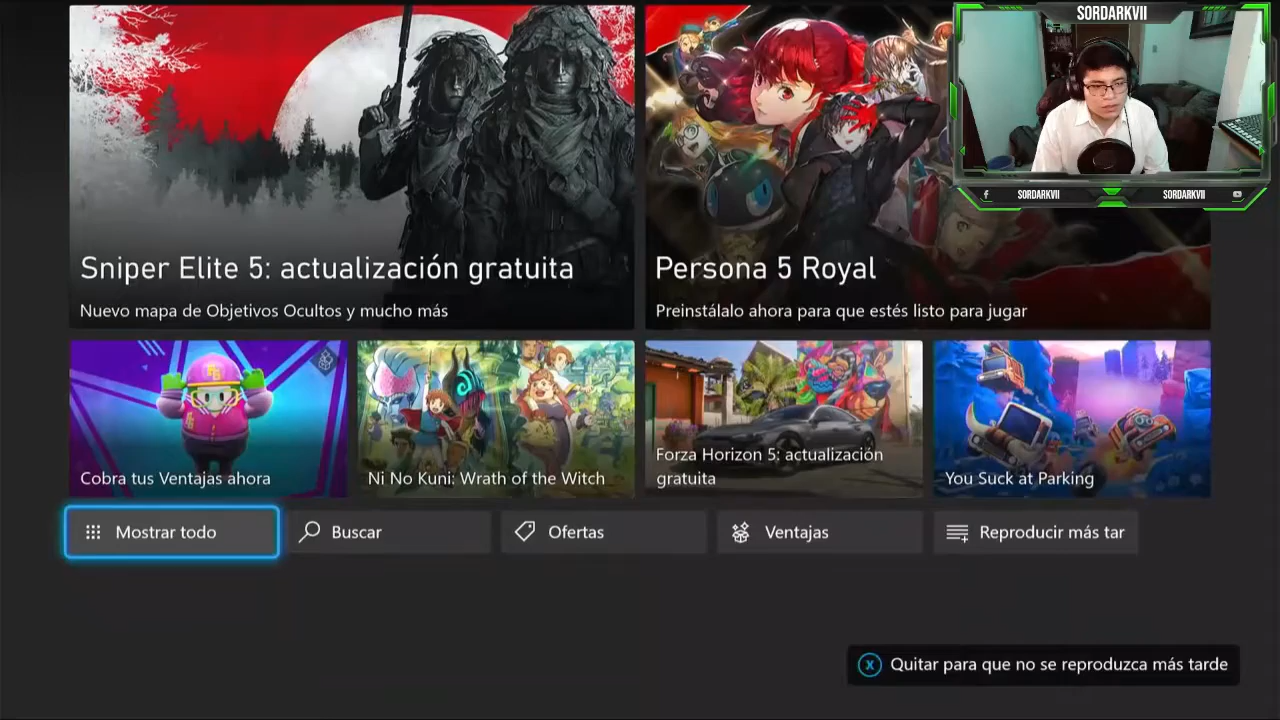 SORDARKVII
SORDARKVII
SORDARKVII
Sniper Elite 5: actualización gratuita
Nuevo mapa de Objetivos Ocultos y mucho más
Persona 5 Royal
Preinstálalo ahora para que estés listo para jugar
Cobra tus Ventajas ahora
Ni No Kuni: Wrath of the Witch
Forza Horizon 5: actualización
gratuita
You Suck at Parking
Mostrar todo
Buscar
Ofertas
Ventajas
Reproducir más tar
X Quitar para que no se reproduzca más tarde